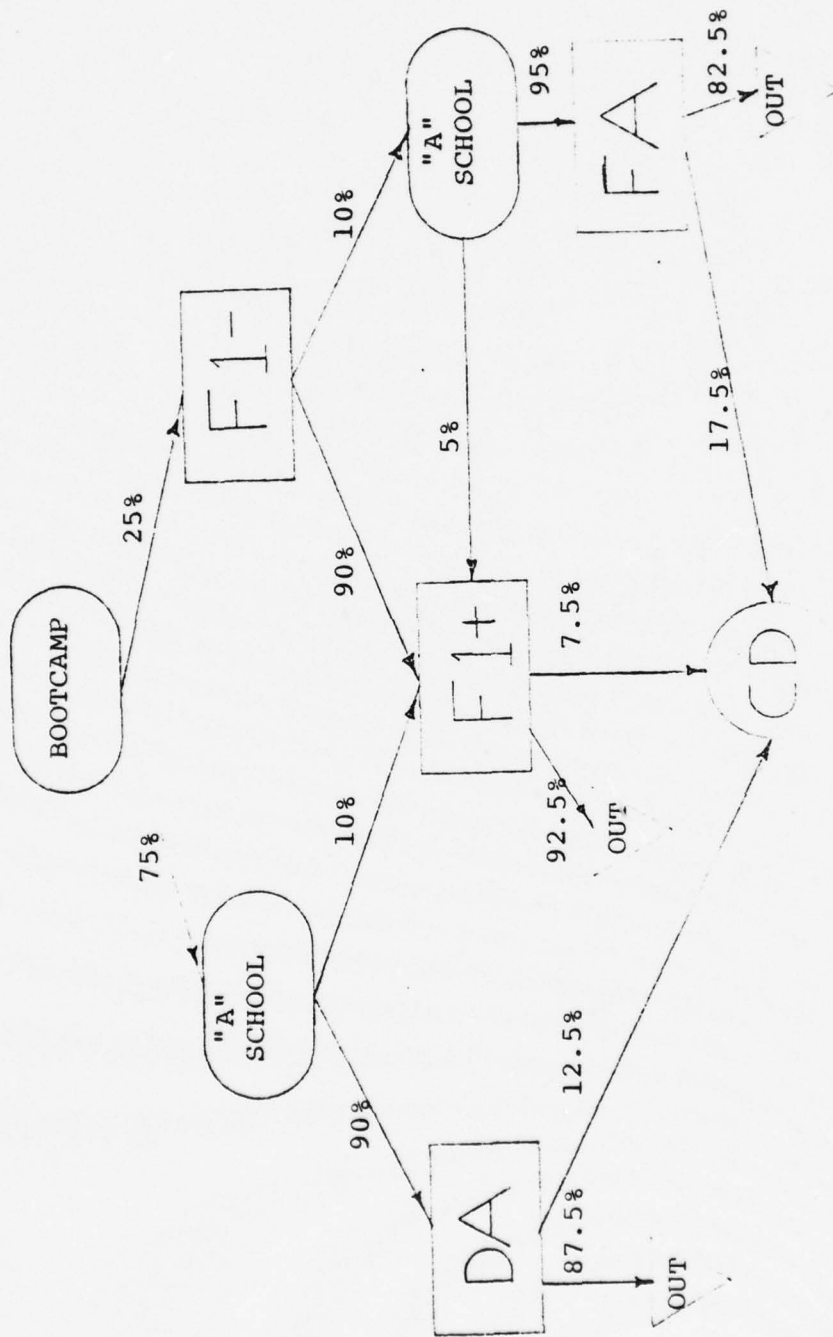 BOOTCAMP
75%
25%
"A"
SCHOOL
F1-
90%
10%
90%
10%
DA
F1+
5%
"A"
SCHOOL
87.5%
12.5%
92.5%
7.5%
17.5%
95%
OUT
OUT
CD
FA
82.5%
OUT